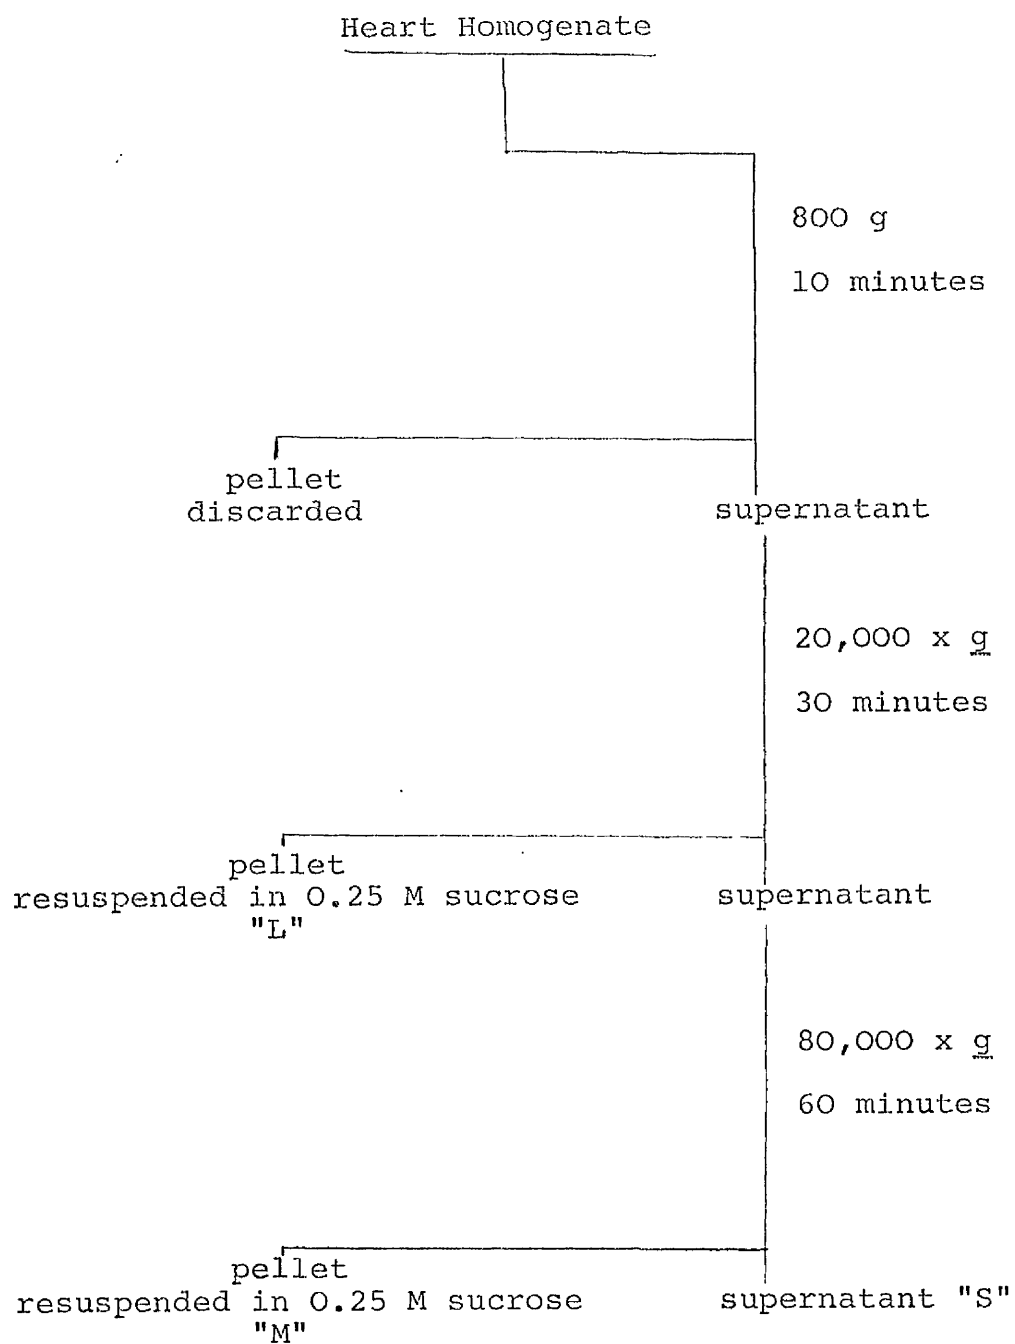 Heart Homogenate
800 g
10 minutes
pellet
discarded
supernatant
20,000 x g
30 minutes
pellet
resuspended in 0.25 M sucrose
"L"
supernatant
80,000 x g
60 minutes
pellet
resuspended in 0.25 M sucrose
"M"
supernatant "S"